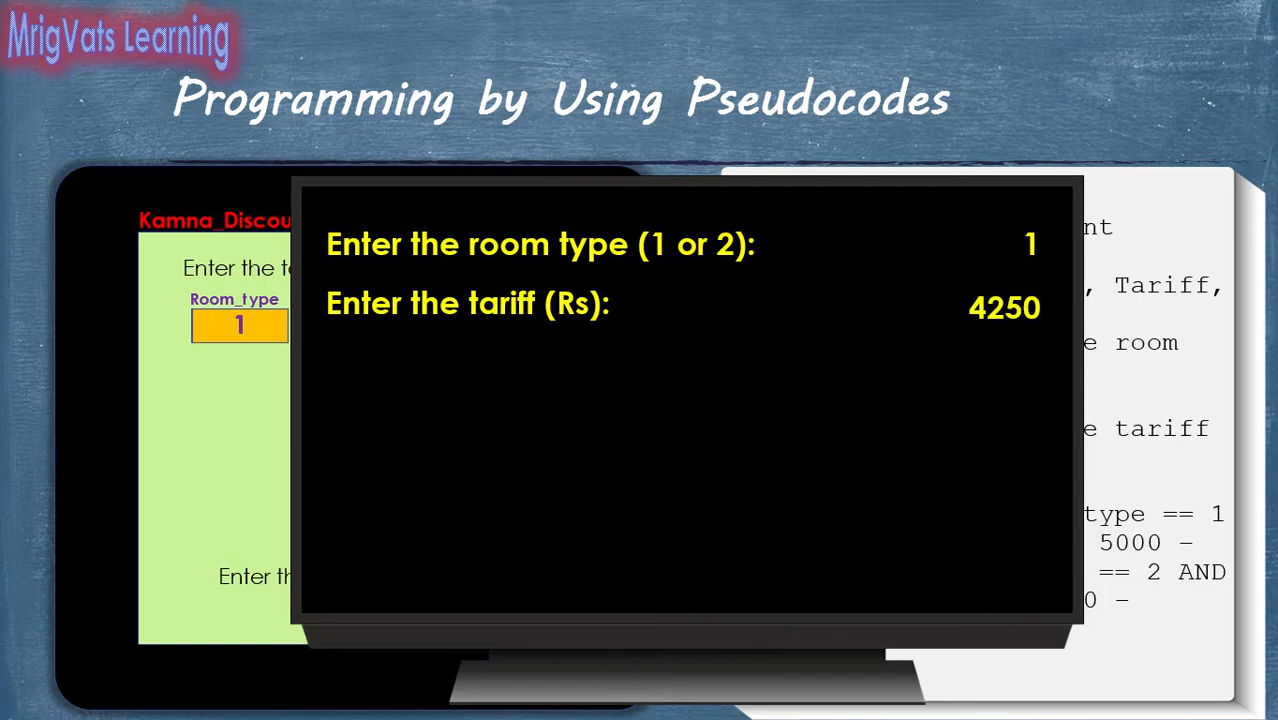 MrigVats Learning
Programming by Using Pseudocodes
Kamna_Discou
Enter the t
Room_type
1
Enter th
Enter the room type (1 or 2): 1
Enter the tariff (Rs): 4250
nt
, Tariff,
e room
e tariff
type == 1
5000 –
== 2 AND
0 –